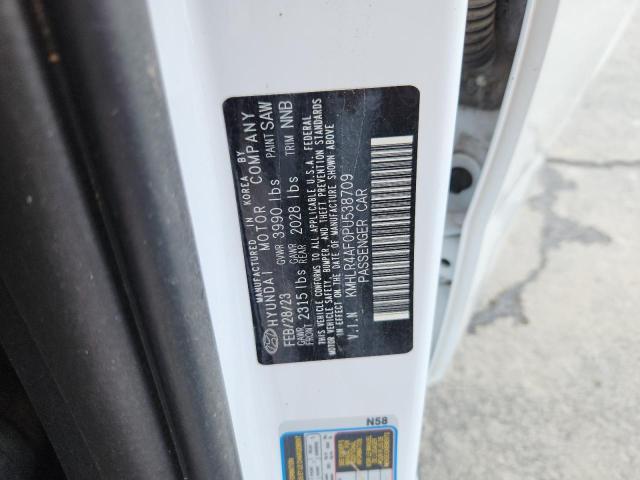 MANUFACTURED IN KOREA BY
HYUNDAI MOTOR COMPANY
FEB/28/23 GVWR 3990 lbs PAINT SAW
GAWR FRONT 2315 lbs GAWR REAR 2028 lbs TRIM NNB
THIS VEHICLE CONFORMS TO ALL APPLICABLE U.S.A. FEDERAL
MOTOR VEHICLE SAFETY, BUMPER, AND THEFT PREVENTION STANDARDS
IN EFFECT ON THE DATE OF MANUFACTURE SHOWN ABOVE
V.I.N KMHLR4AF0PU538709
PASSENGER CAR
N58